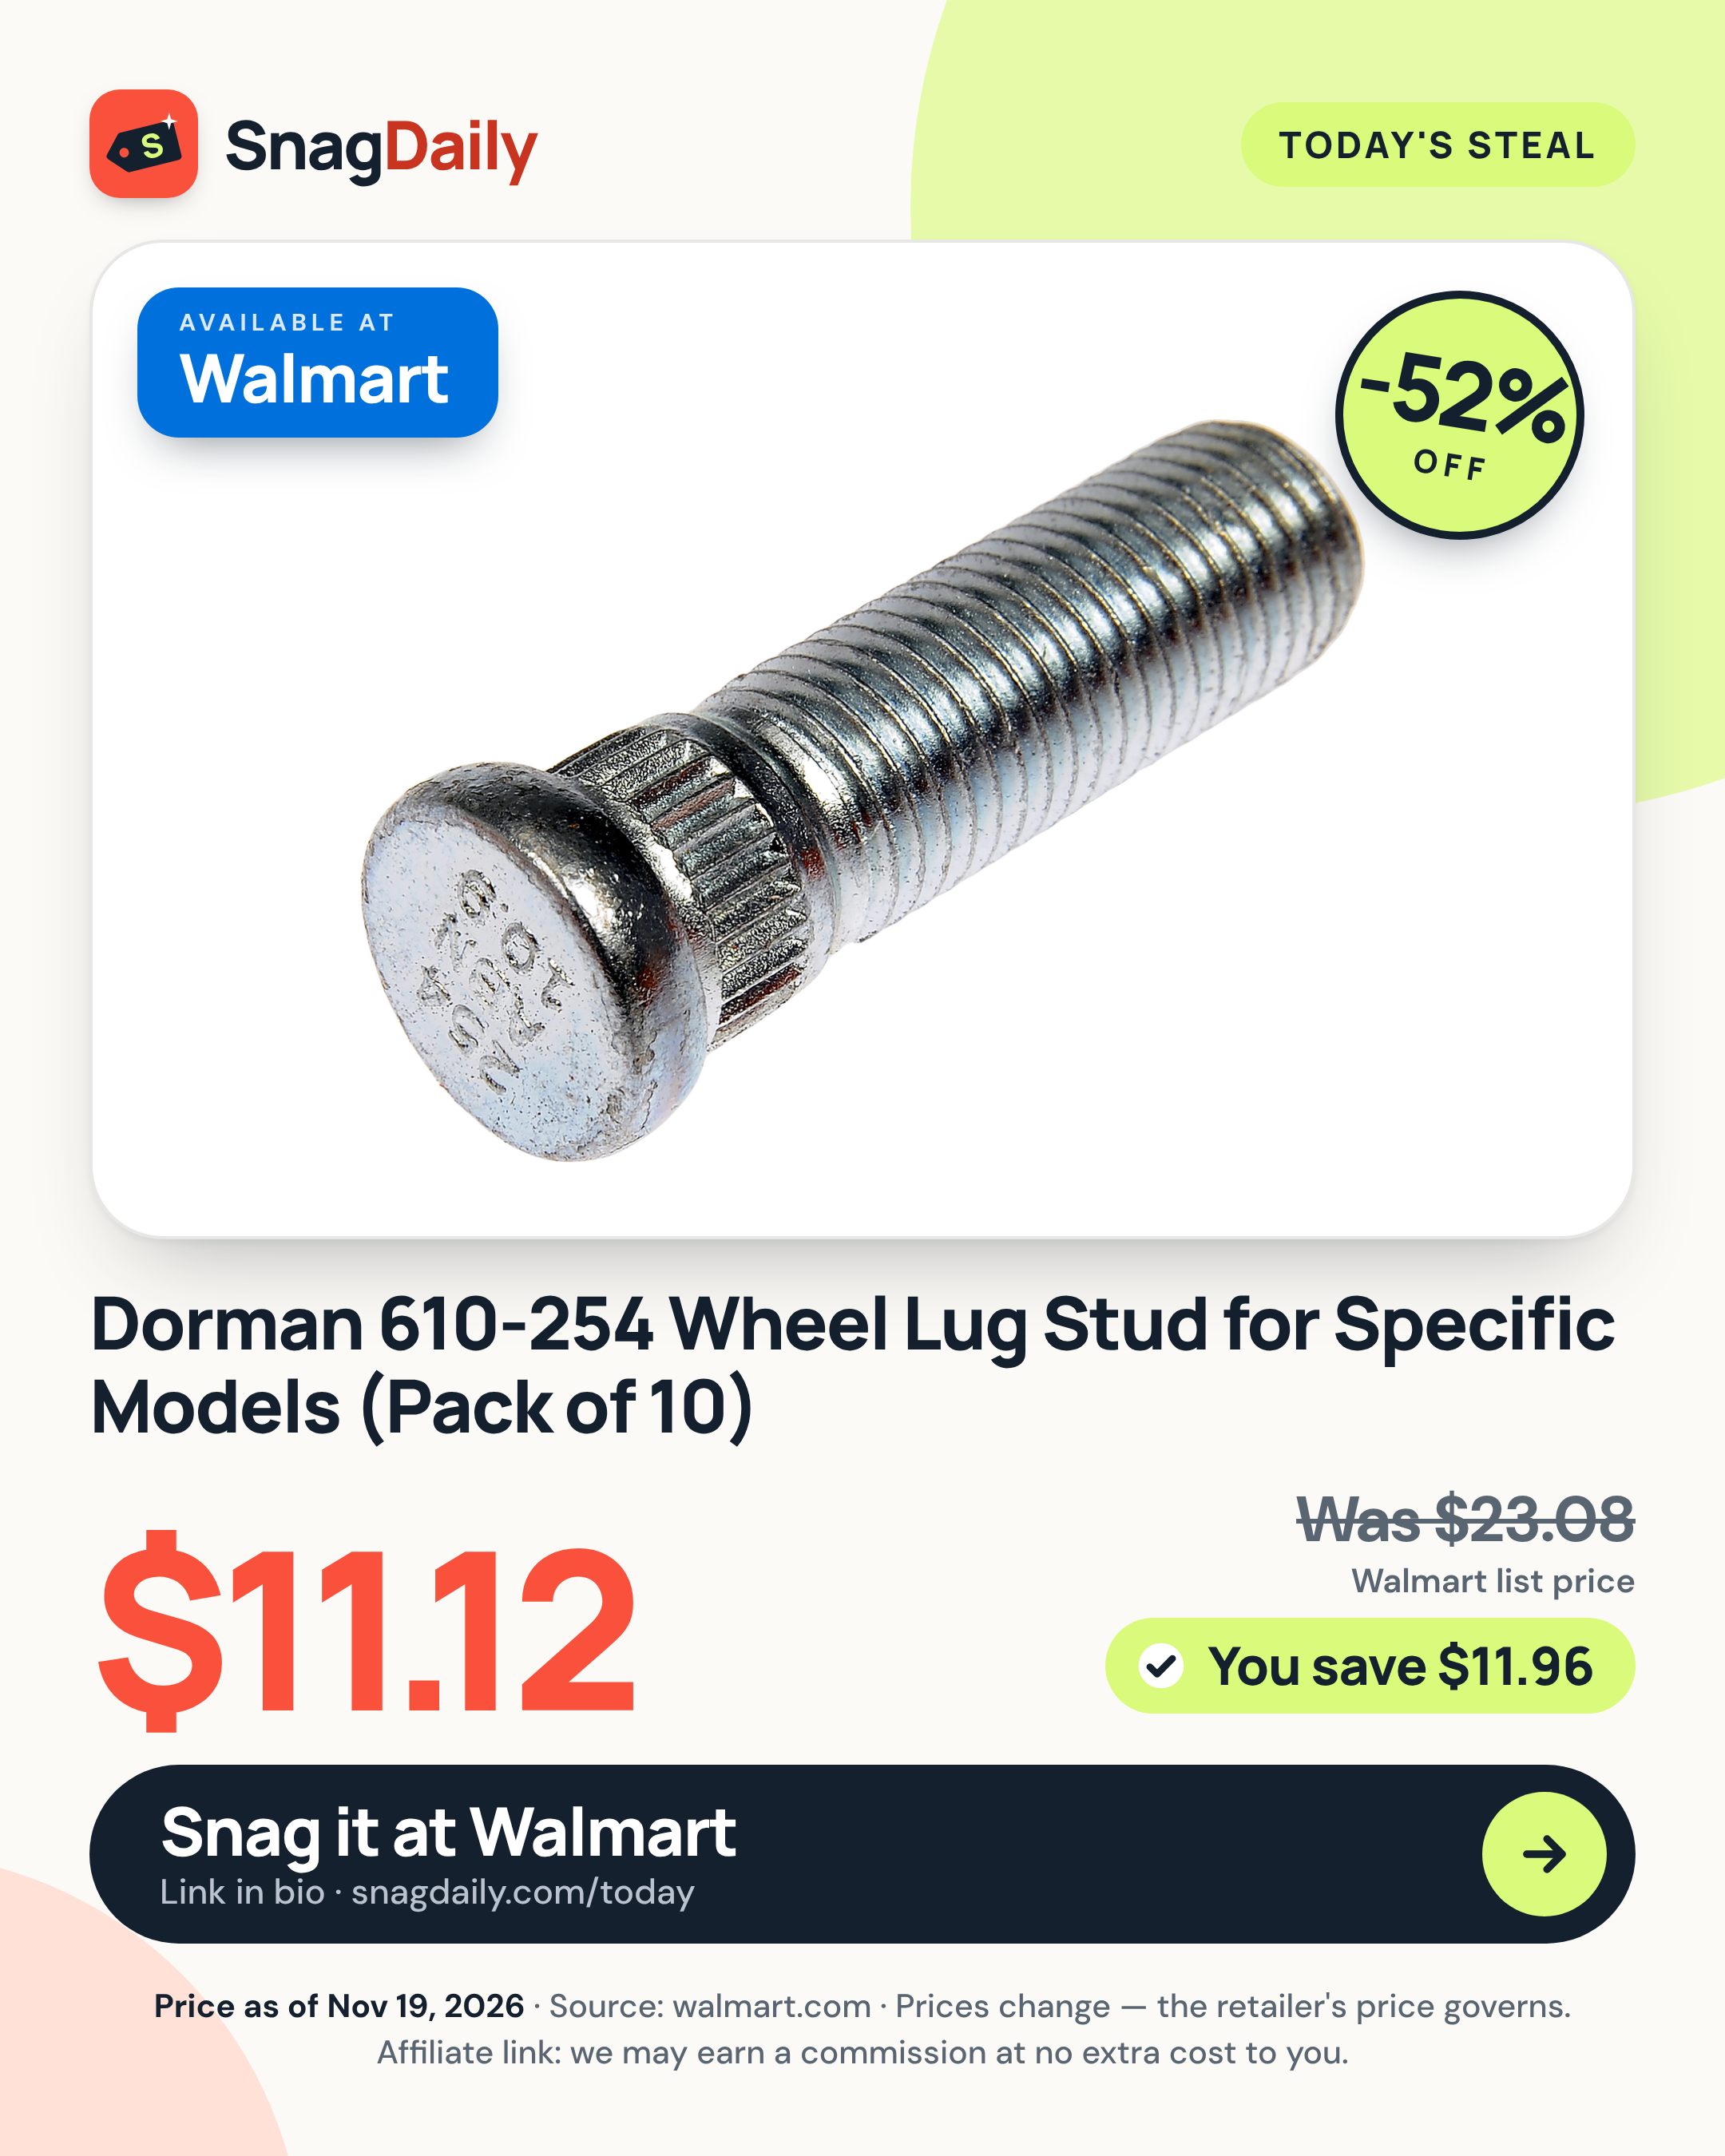 S
SnagDaily
TODAY'S STEAL
AVAILABLE AT
Walmart
-52%
OFF
10.9
Dorman 610-254 Wheel Lug Stud for Specific
Models (Pack of 10)
$11.12
Was $23.08
Walmart list price
You save $11.96
Snag it at Walmart
Link in bio · snagdaily.com/today
Price as of Nov 19, 2026 · Source: walmart.com · Prices change — the retailer's price governs.
Affiliate link: we may earn a commission at no extra cost to you.